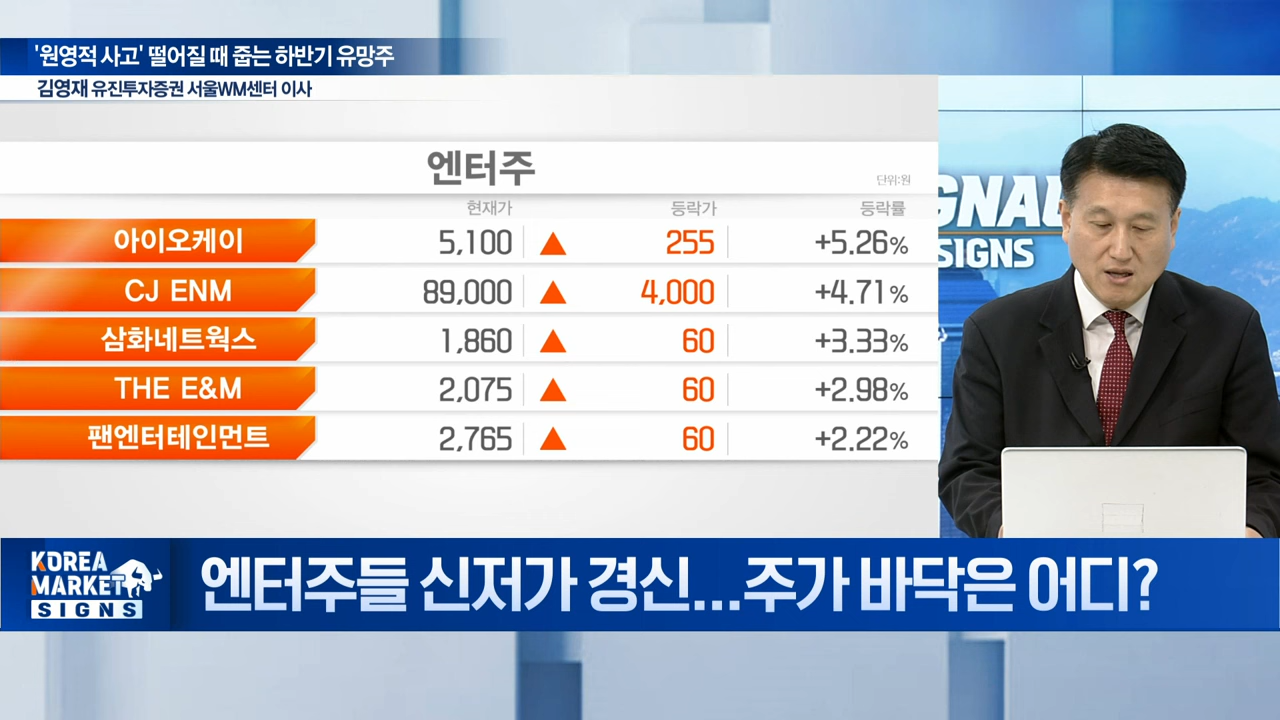 '원영적 사고' 떨어질 때 줍는 하반기 유망주
김영재 유진투자증권 서울WM센터 이사
엔터주
단위:원
현재가 등락가 등락률
아이오케이 5,100 ▲ 255 +5.26%
CJ ENM 89,000 ▲ 4,000 +4.71%
삼화네트웍스 1,860 ▲ 60 +3.33%
THE E&M 2,075 ▲ 60 +2.98%
팬엔터테인먼트 2,765 ▲ 60 +2.22%
GNAL
SIGNS
KOREA
MARKET
SIGNS
엔터주들 신저가 경신...주가 바닥은 어디?